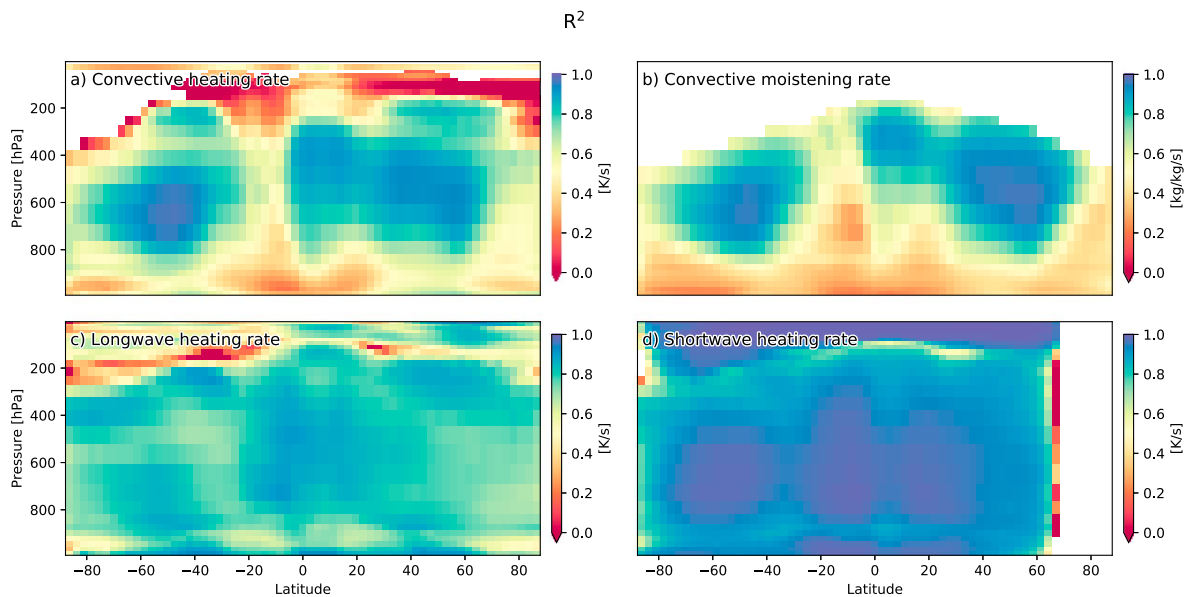 R²
a) Convective heating rate
b) Convective moistening rate
c) Longwave heating rate
d) Shortwave heating rate
Pressure [hPa]
200
400
600
800
1.0
0.8
0.6
0.4
0.2
0.0
[K/s]
1.0
0.8
0.6
0.4
0.2
0.0
[kg/kg/s]
Pressure [hPa]
200
400
600
800
1.0
0.8
0.6
0.4
0.2
0.0
[K/s]
1.0
0.8
0.6
0.4
0.2
0.0
[K/s]
−80 −60 −40 −20 0 20 40 60 80
Latitude
−80 −60 −40 −20 0 20 40 60 80
Latitude